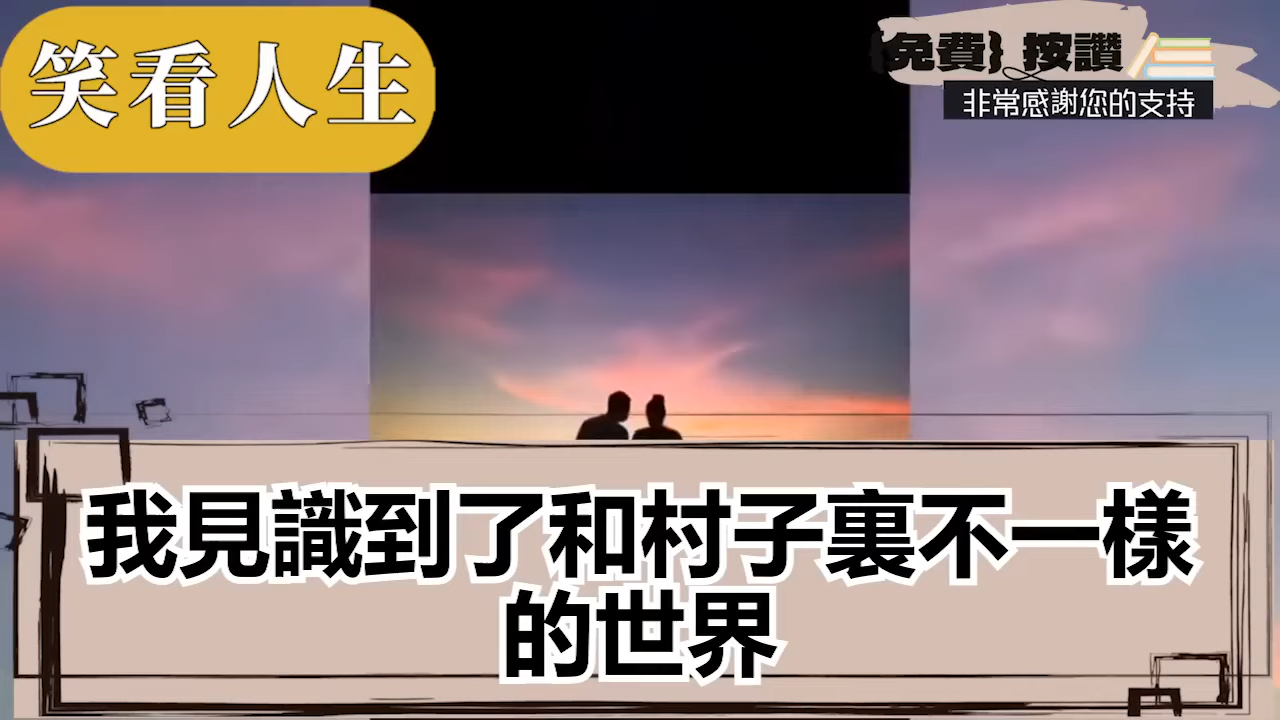 笑看人生
{免費} 按讚
非常感謝您的支持
我見識到了和村子裏不一樣
的世界